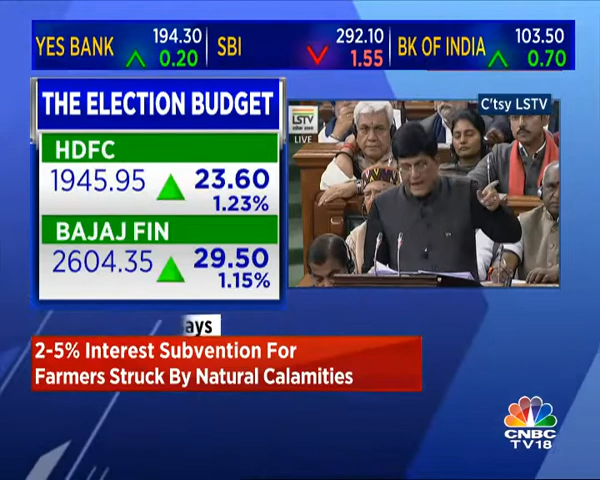 YES BANK 194.30 0.20 SBI 292.10 1.55 BK OF INDIA 103.50 0.70
THE ELECTION BUDGET
HDFC
1945.95 23.60
1.23%
BAJAJ FIN
2604.35 29.50
1.15%
C'tsy LSTV
LSTV
LIVE
ays
2-5% Interest Subvention For
Farmers Struck By Natural Calamities
CNBC
TV18